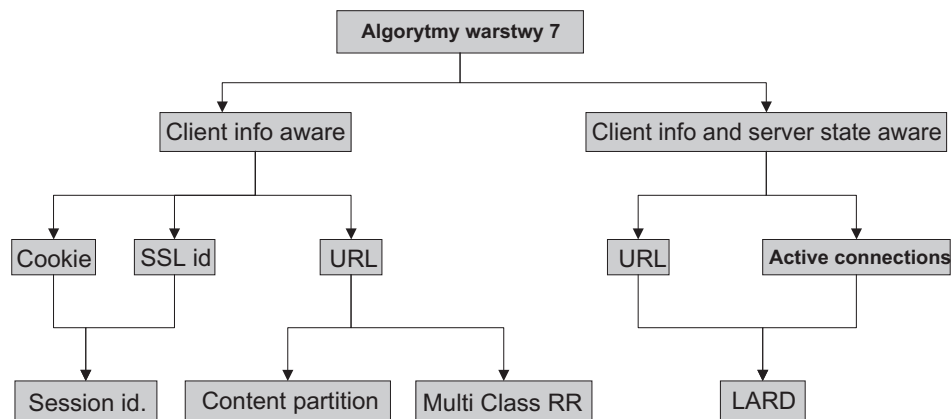 Algorytmy warstwy 7
Client info aware
Client info and server state aware
Cookie
SSL id
URL
URL
Active connections
Session id.
Content partition
Multi Class RR
LARD